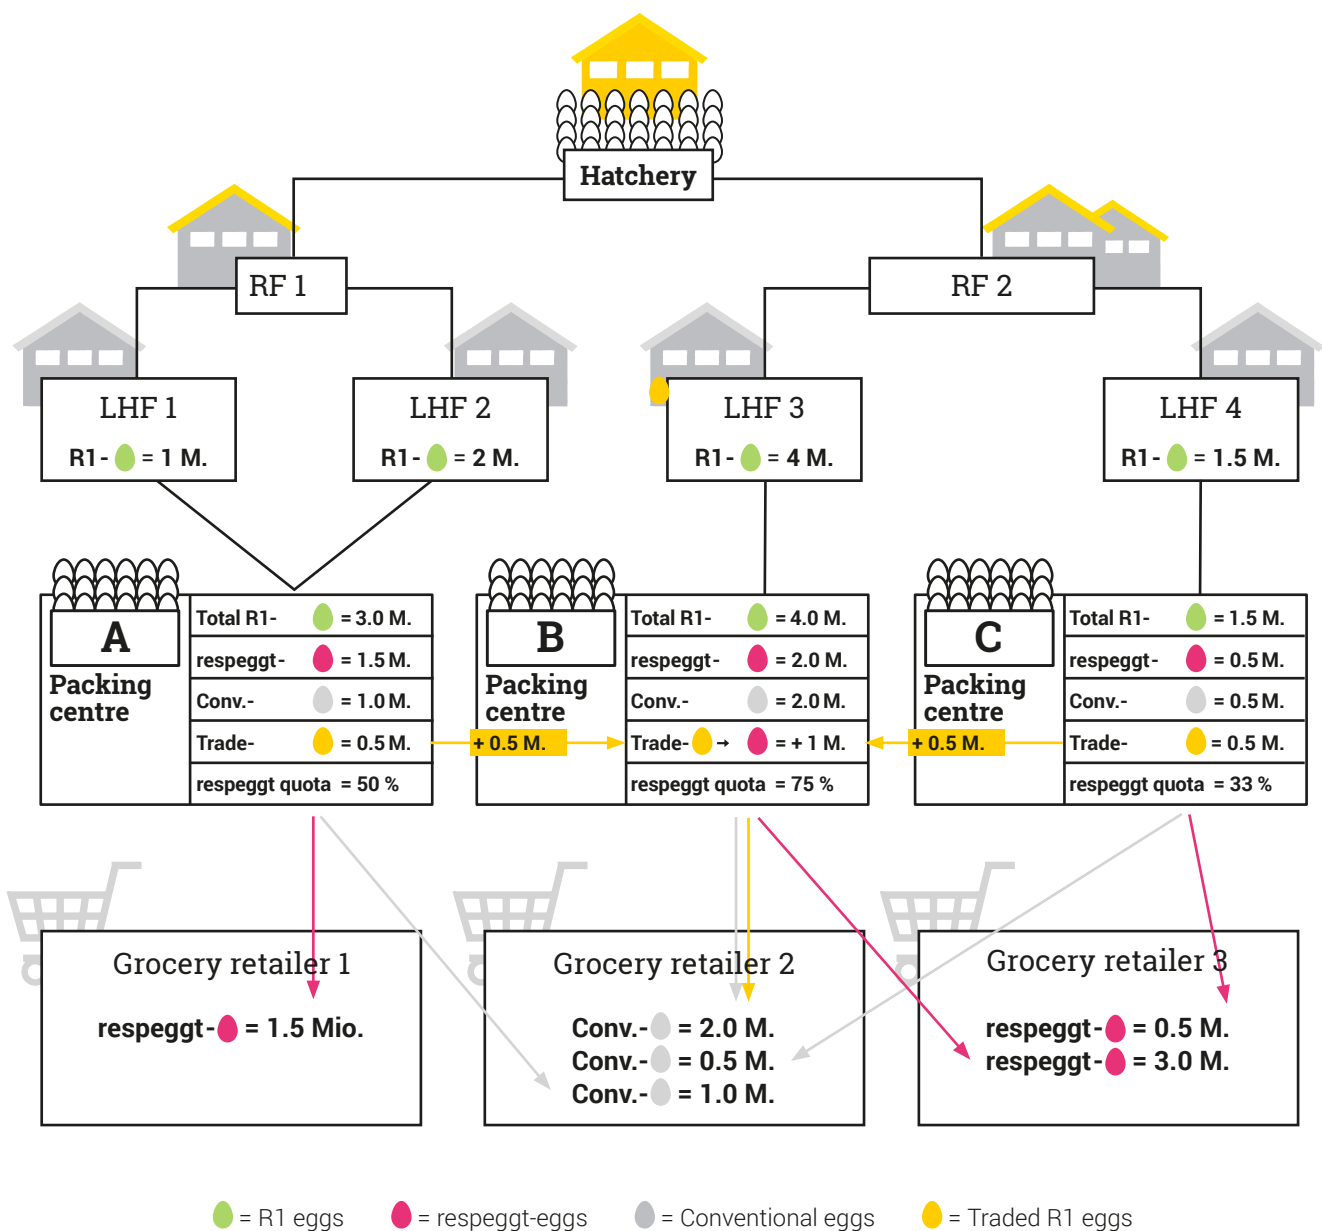 Hatchery
RF 1
RF 2
LHF 1
R1- = 1 M.
LHF 2
R1- = 2 M.
LHF 3
R1- = 4 M.
LHF 4
R1- = 1.5 M.
A
Packing
centre
Total R1- = 3.0 M.
respeggt- = 1.5 M.
Conv.- = 1.0 M.
Trade- = 0.5 M.
respeggt quota = 50 %
B
Packing
centre
+ 0.5 M.
Total R1- = 4.0 M.
respeggt- = 2.0 M.
Conv.- = 2.0 M.
Trade- → = + 1 M.
respeggt quota = 75 %
C
Packing
centre
+ 0.5 M.
Total R1- = 1.5 M.
respeggt- = 0.5 M.
Conv.- = 0.5 M.
Trade- = 0.5 M.
respeggt quota = 33 %
Grocery retailer 1
respeggt- = 1.5 Mio.
Grocery retailer 2
Conv.- = 2.0 M.
Conv.- = 0.5 M.
Conv.- = 1.0 M.
Grocery retailer 3
respeggt- = 0.5 M.
respeggt- = 3.0 M.
= R1 eggs
= respeggt-eggs
= Conventional eggs
= Traded R1 eggs